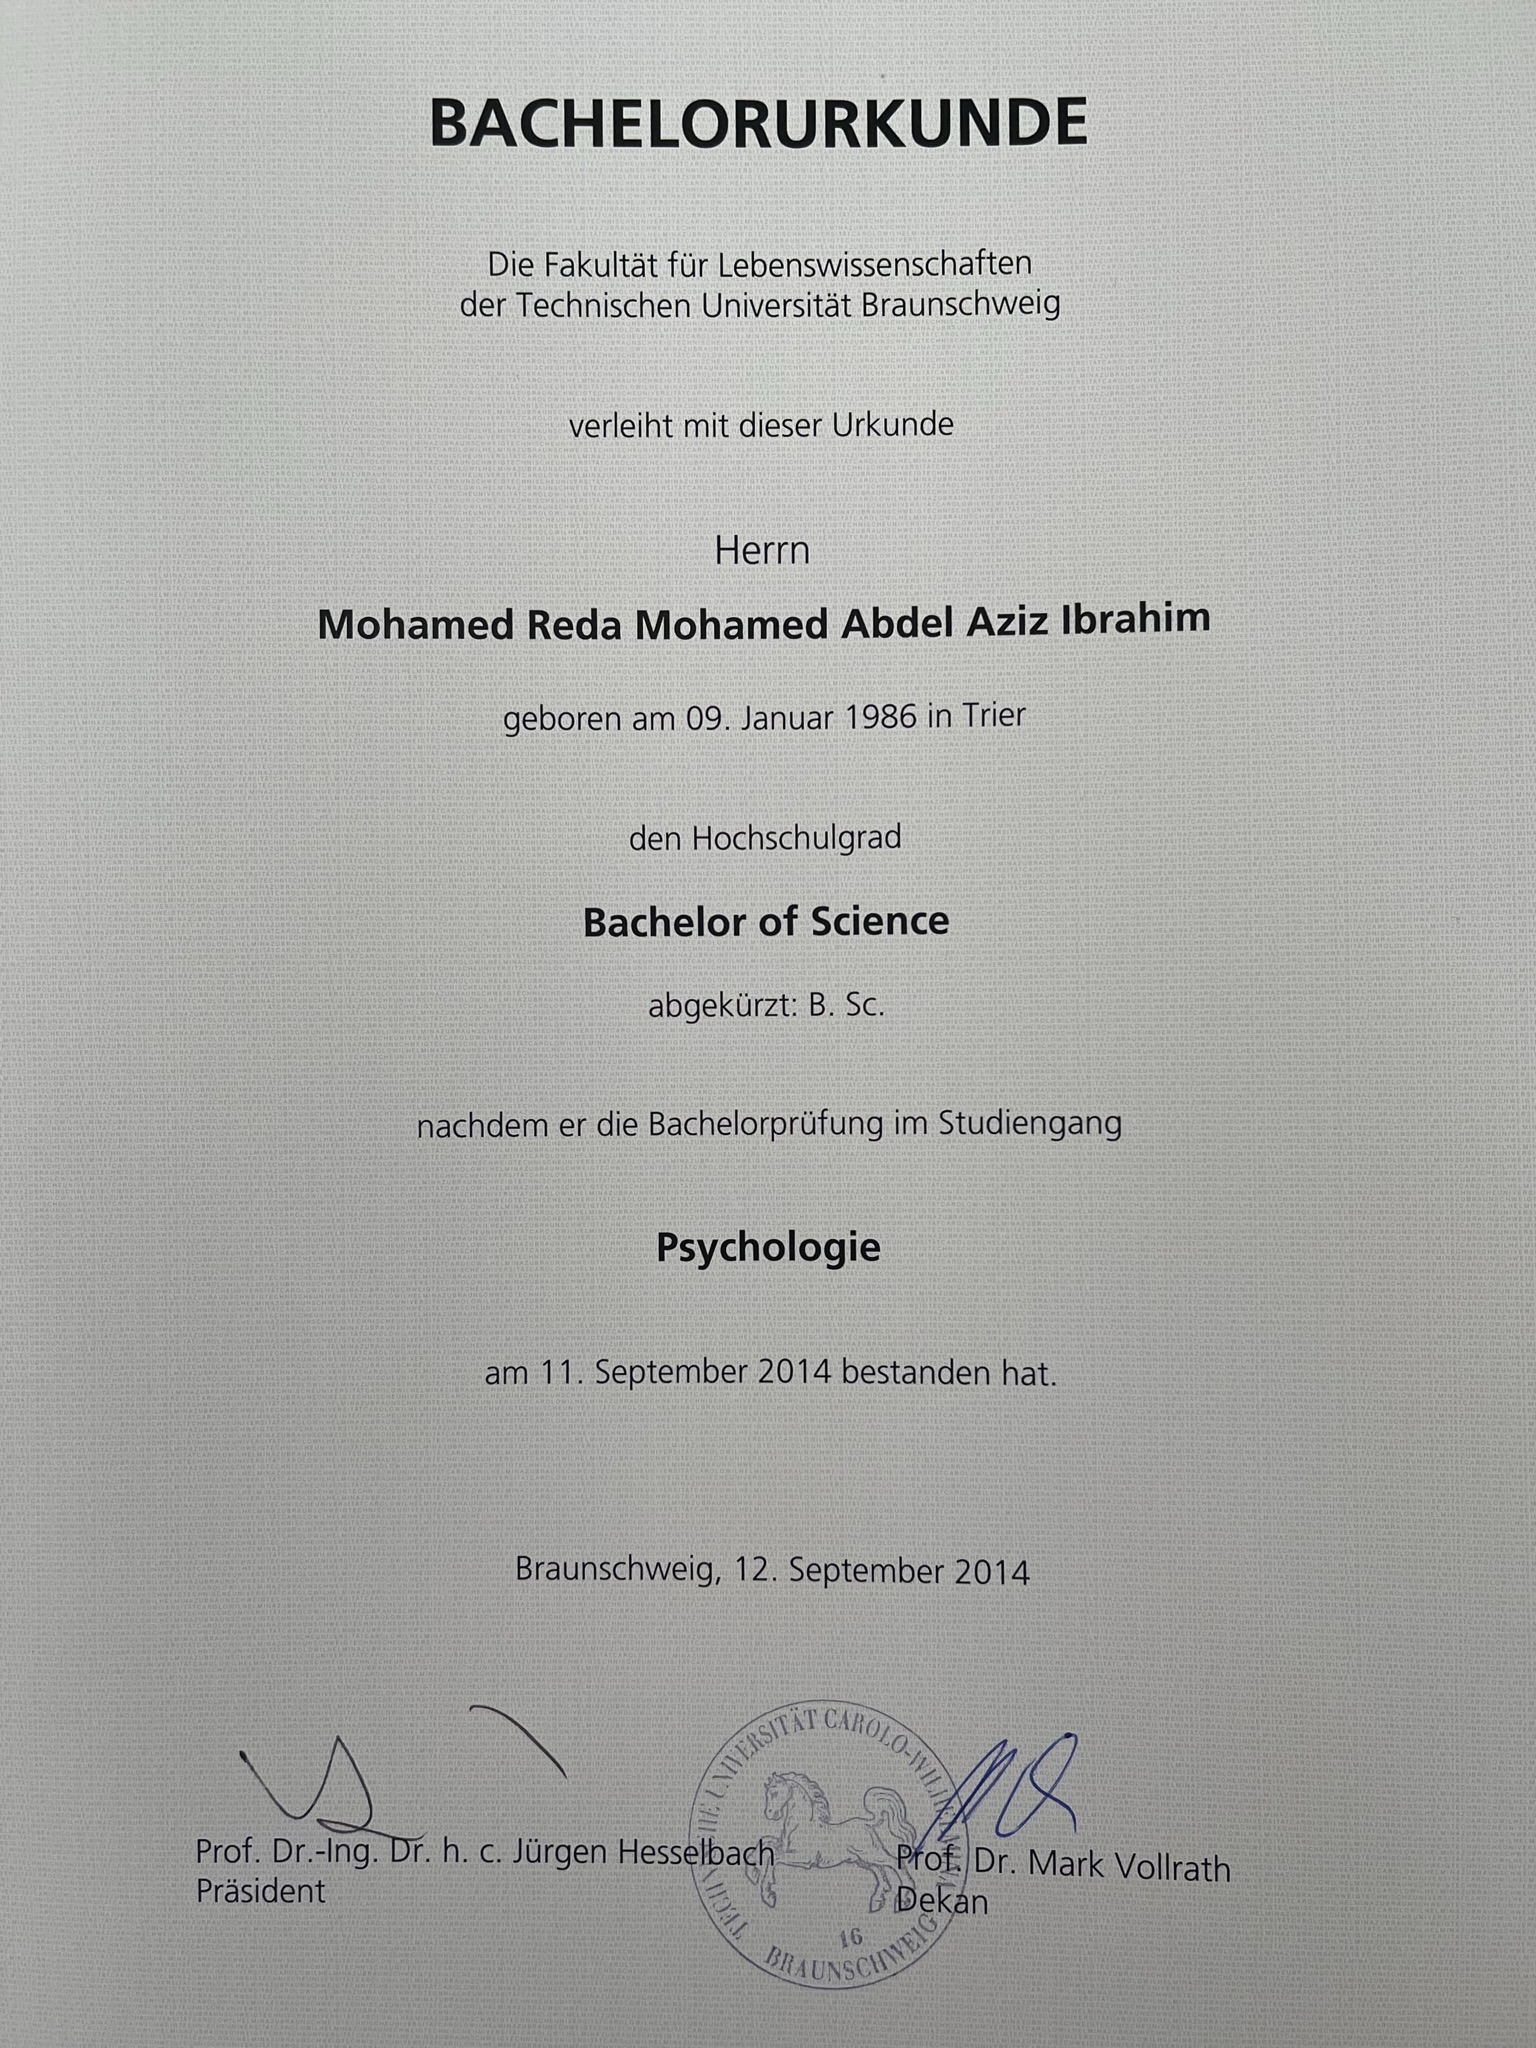 BACHELORURKUNDE
Die Fakultät für Lebenswissenschaften
der Technischen Universität Braunschweig
verleiht mit dieser Urkunde
Herrn
Mohamed Reda Mohamed Abdel Aziz Ibrahim
geboren am 09. Januar 1986 in Trier
den Hochschulgrad
Bachelor of Science
abgekürzt: B. Sc.
nachdem er die Bachelorprüfung im Studiengang
Psychologie
am 11. September 2014 bestanden hat.
Braunschweig, 12. September 2014
Prof. Dr.-Ing. Dr. h. c. Jürgen Hesselbach
Präsident
Prof. Dr. Mark Vollrath
Dekan
TECHNISCHE UNIVERSITÄT CAROLO-WILHELMINA
16
BRAUNSCHWEIG